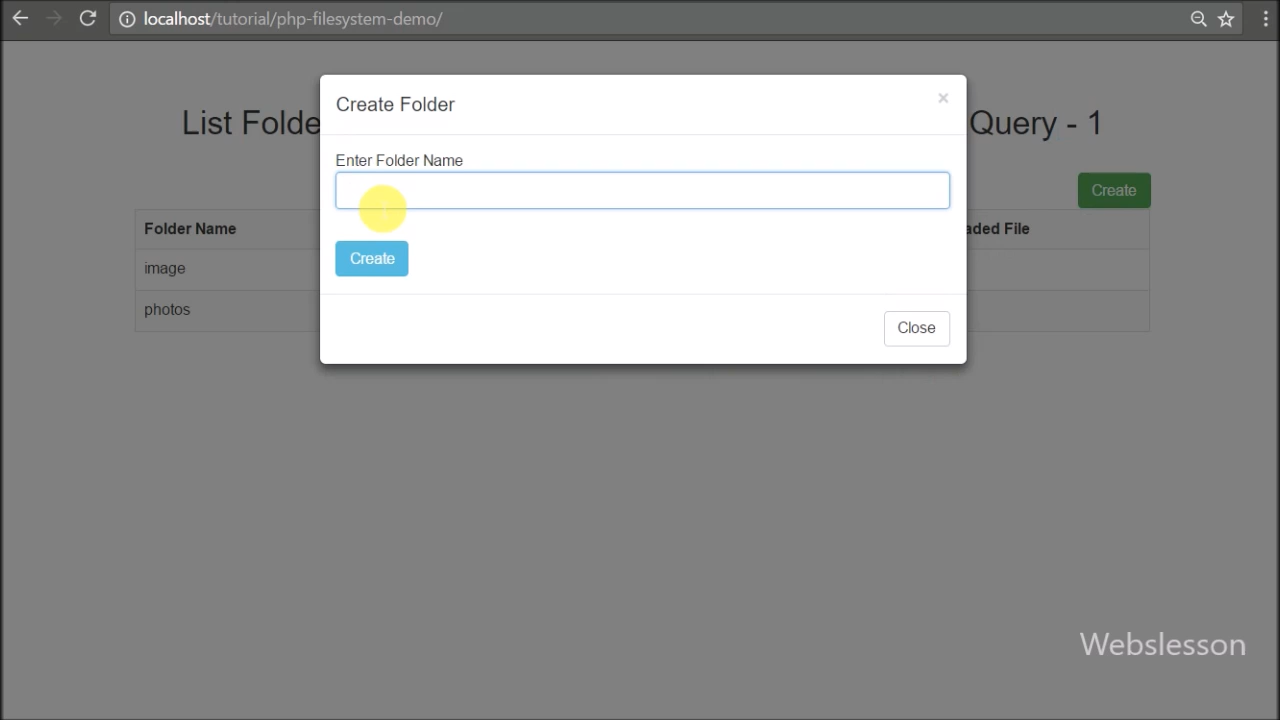 localhost/tutorial/php-filesystem-demo/
Create Folder ×
List Folde Query - 1
Enter Folder Name
Create
Folder Name aded File
Create
image
photos
Close
Webslesson